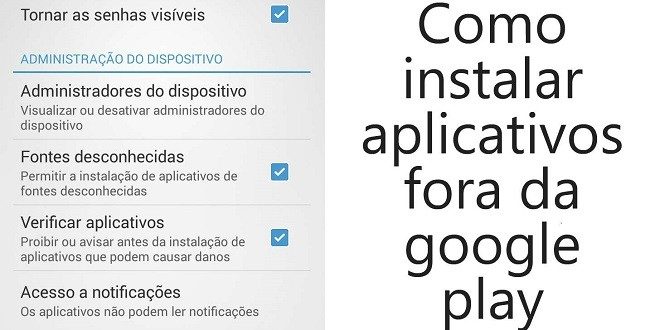 Tornar as senhas visíveis
ADMINISTRAÇÃO DO DISPOSITIVO
Administradores do dispositivo
Visualizar ou desativar administradores do
dispositivo
Fontes desconhecidas
Permitir a instalação de aplicativos de
fontes desconhecidas
Verificar aplicativos
Proibir ou avisar antes da instalação de
aplicativos que podem causar danos
Acesso a notificações
Os aplicativos não podem ler notificações
Como
instalar
aplicativos
fora da
google
play